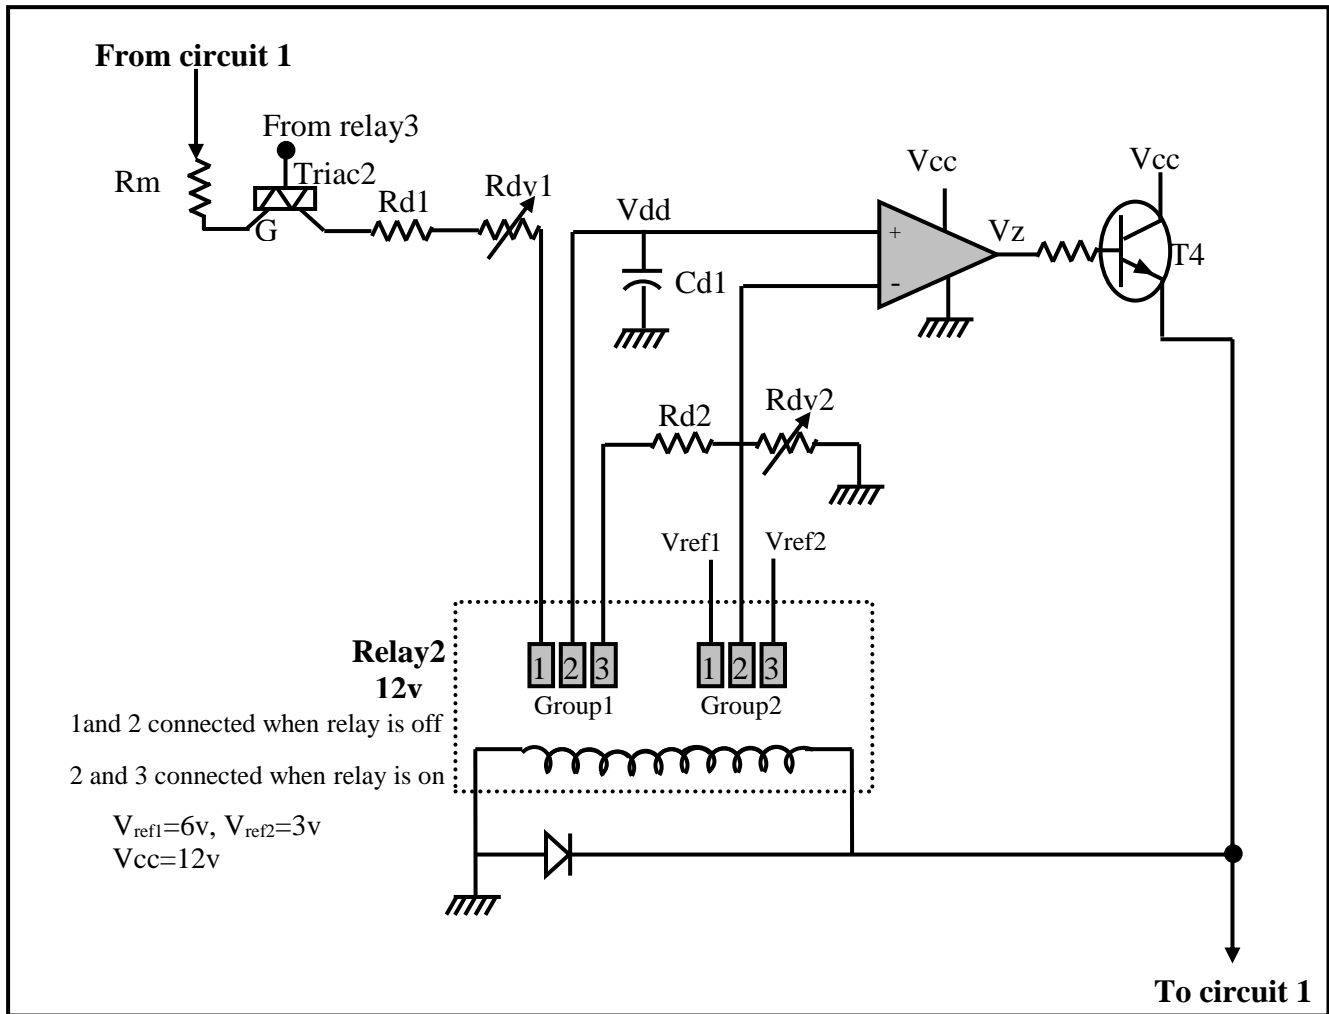 From circuit 1
From relay3
Rm
Triac2
G
Rd1
Rdv1
Vdd
Cd1
+
-
Vcc
Vz
Vcc
T4
Rd2
Rdv2
Vref1
Vref2
Relay2
12v
1 2 3
Group1
1 2 3
Group2
1and 2 connected when relay is off
2 and 3 connected when relay is on
Vref1=6v, Vref2=3v
Vcc=12v
To circuit 1